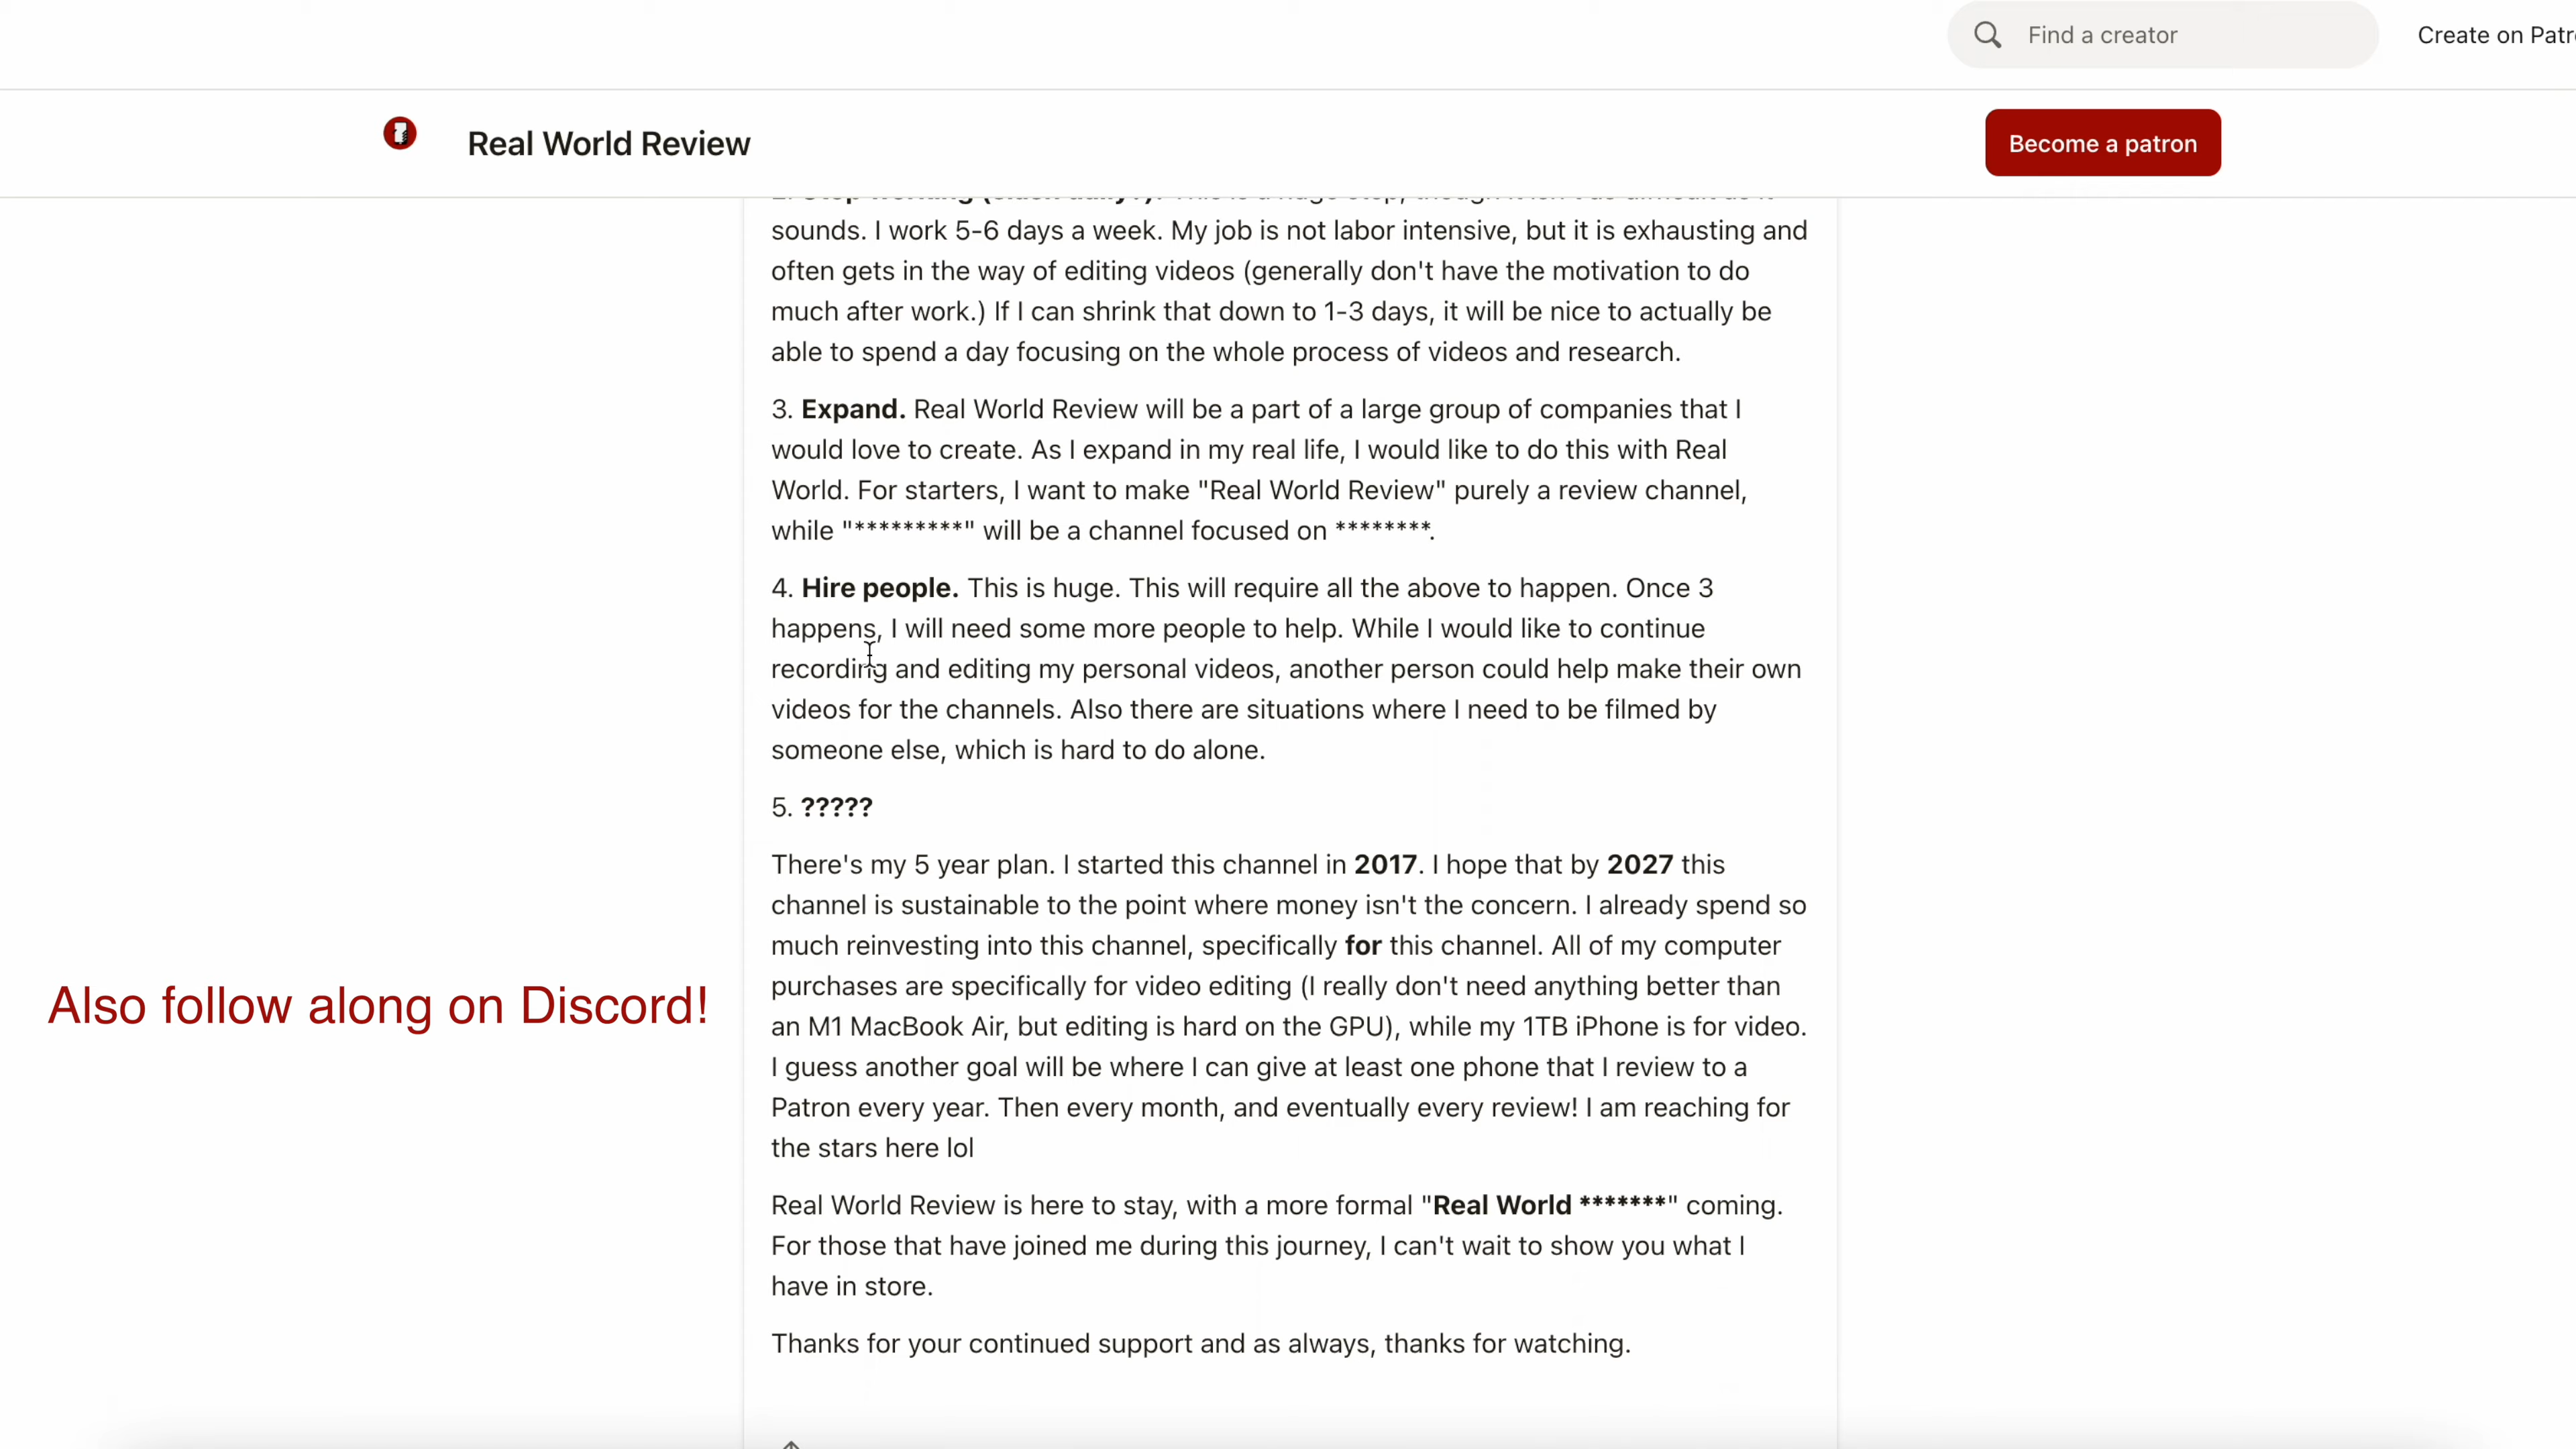 Find a creator
Create on Patr
Real World Review
Become a patron
sounds. I work 5-6 days a week. My job is not labor intensive, but it is exhausting and
often gets in the way of editing videos (generally don't have the motivation to do
much after work.) If I can shrink that down to 1-3 days, it will be nice to actually be
able to spend a day focusing on the whole process of videos and research.
3. Expand. Real World Review will be a part of a large group of companies that I
would love to create. As I expand in my real life, I would like to do this with Real
World. For starters, I want to make "Real World Review" purely a review channel,
while "*********" will be a channel focused on ********.
4. Hire people. This is huge. This will require all the above to happen. Once 3
happens, I will need some more people to help. While I would like to continue
recording and editing my personal videos, another person could help make their own
videos for the channels. Also there are situations where I need to be filmed by
someone else, which is hard to do alone.
5. ?????
There's my 5 year plan. I started this channel in 2017. I hope that by 2027 this
channel is sustainable to the point where money isn't the concern. I already spend so
much reinvesting into this channel, specifically for this channel. All of my computer
purchases are specifically for video editing (I really don't need anything better than
Also follow along on Discord!
an M1 MacBook Air, but editing is hard on the GPU), while my 1TB iPhone is for video.
I guess another goal will be where I can give at least one phone that I review to a
Patron every year. Then every month, and eventually every review! I am reaching for
the stars here lol
Real World Review is here to stay, with a more formal "Real World *******" coming.
For those that have joined me during this journey, I can't wait to show you what I
have in store.
Thanks for your continued support and as always, thanks for watching.